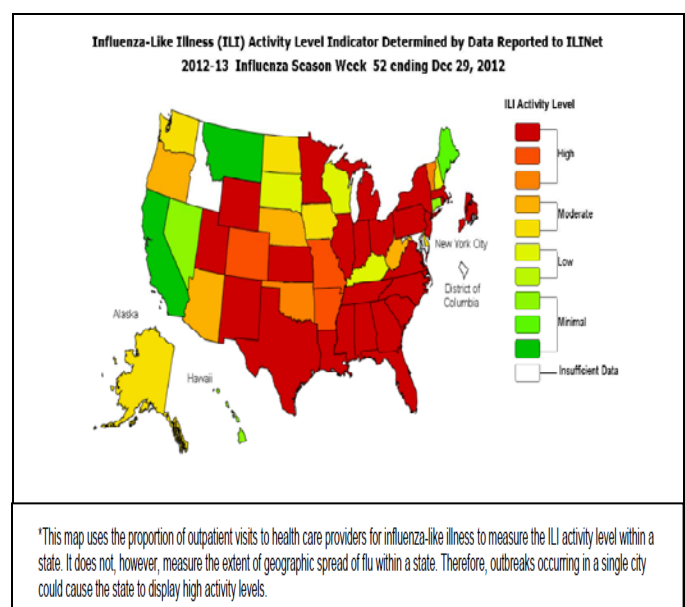 Influenza-Like Illness (ILI) Activity Level Indicator Determined by Data Reported to ILINet
2012-13 Influenza Season Week 52 ending Dec 29, 2012
ILI Activity Level
High
Moderate
Low
Minimal
Insufficient Data
New York City
District of
Columbia
Alaska
Hawaii
*This map uses the proportion of outpatient visits to health care providers for influenza-like illness to measure the ILI activity level within a
state. It does not, however, measure the extent of geographic spread of flu within a state. Therefore, outbreaks occurring in a single city
could cause the state to display high activity levels.